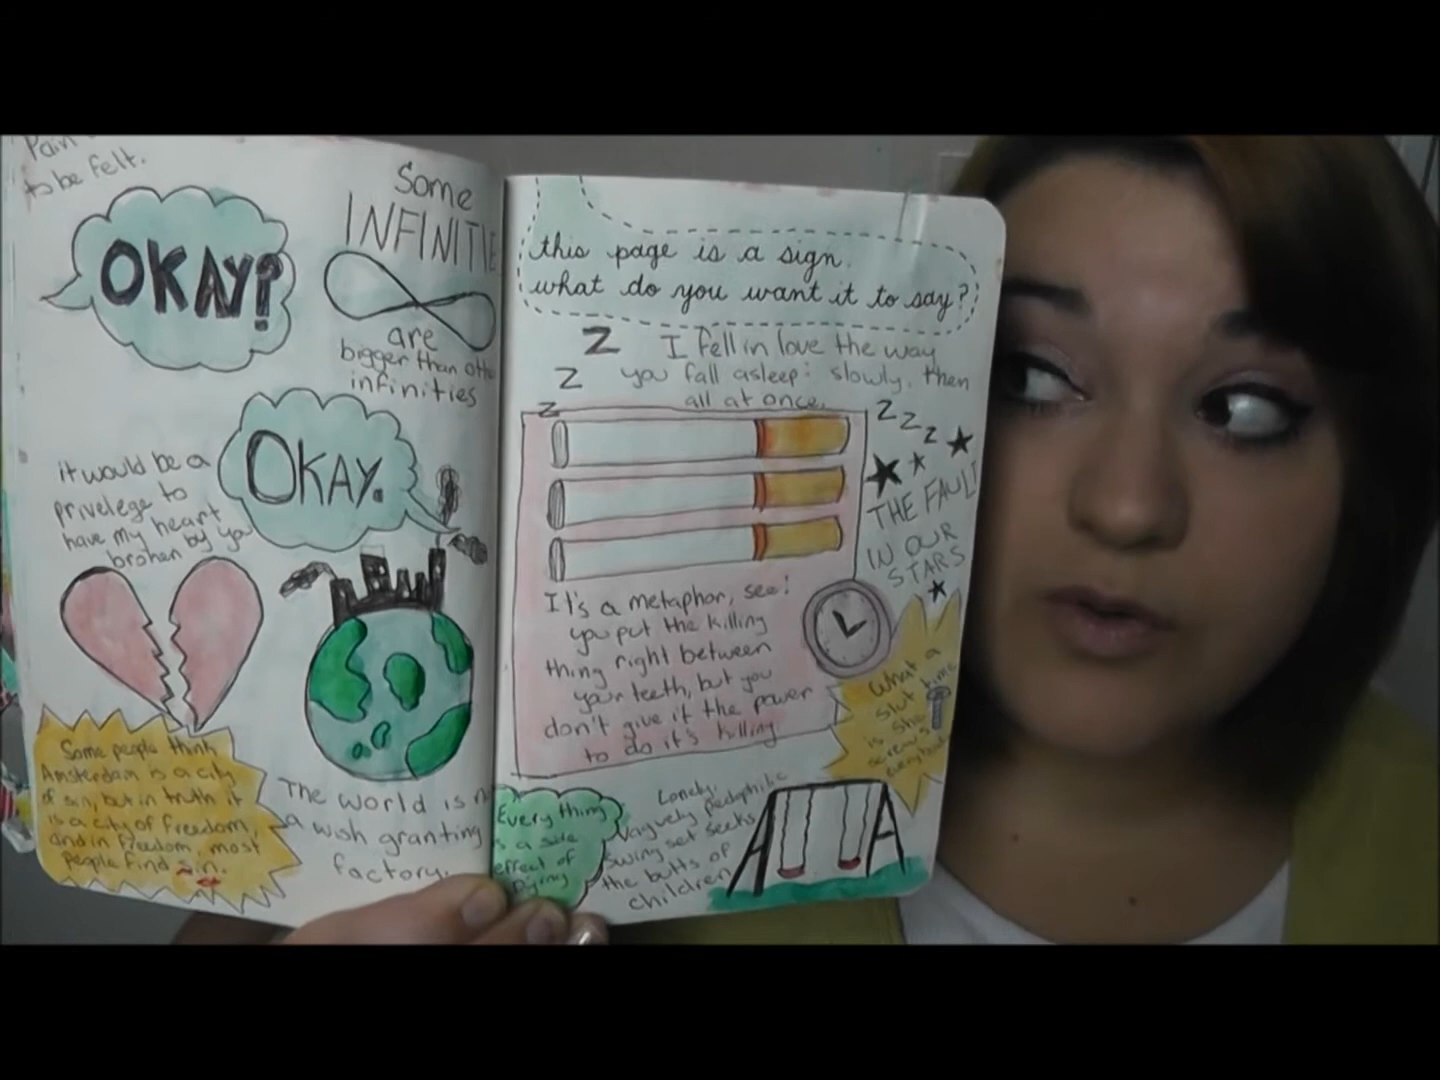 Pain
to be felt.
OKAY?
Some
INFINITIE
are
bigger than othe
infinities
OKAY.
it would be a
privelege to
have my heart
broken by you
Some people think
Amsterdam is a city
of sin, but in truth it
is a city of freedom,
and in freedom, most
people find sin.
The world is n
a wish granting
factory.
this page is a sign.
what do you want it to say?
Z
Z
Z
I fell in love the way
you fall asleep: slowly, then
all at once.
Z Z Z
THE FAULT
IN OUR
STARS
It's a metaphor, see:
you put the killing
thing right between
your teeth, but you
don't give it the power
to do it's killing.
What a
slut time
is she
screws
everybody
Everything
is a side
effect of
Dying
Lonely,
Vaguely pedophilic
Swing set seeks
the butts of
children